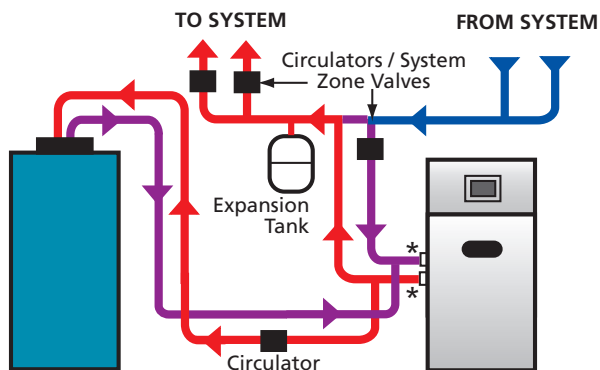 TO SYSTEM
FROM SYSTEM
Circulators / System
Zone Valves
Expansion
Tank
*
*
Circulator